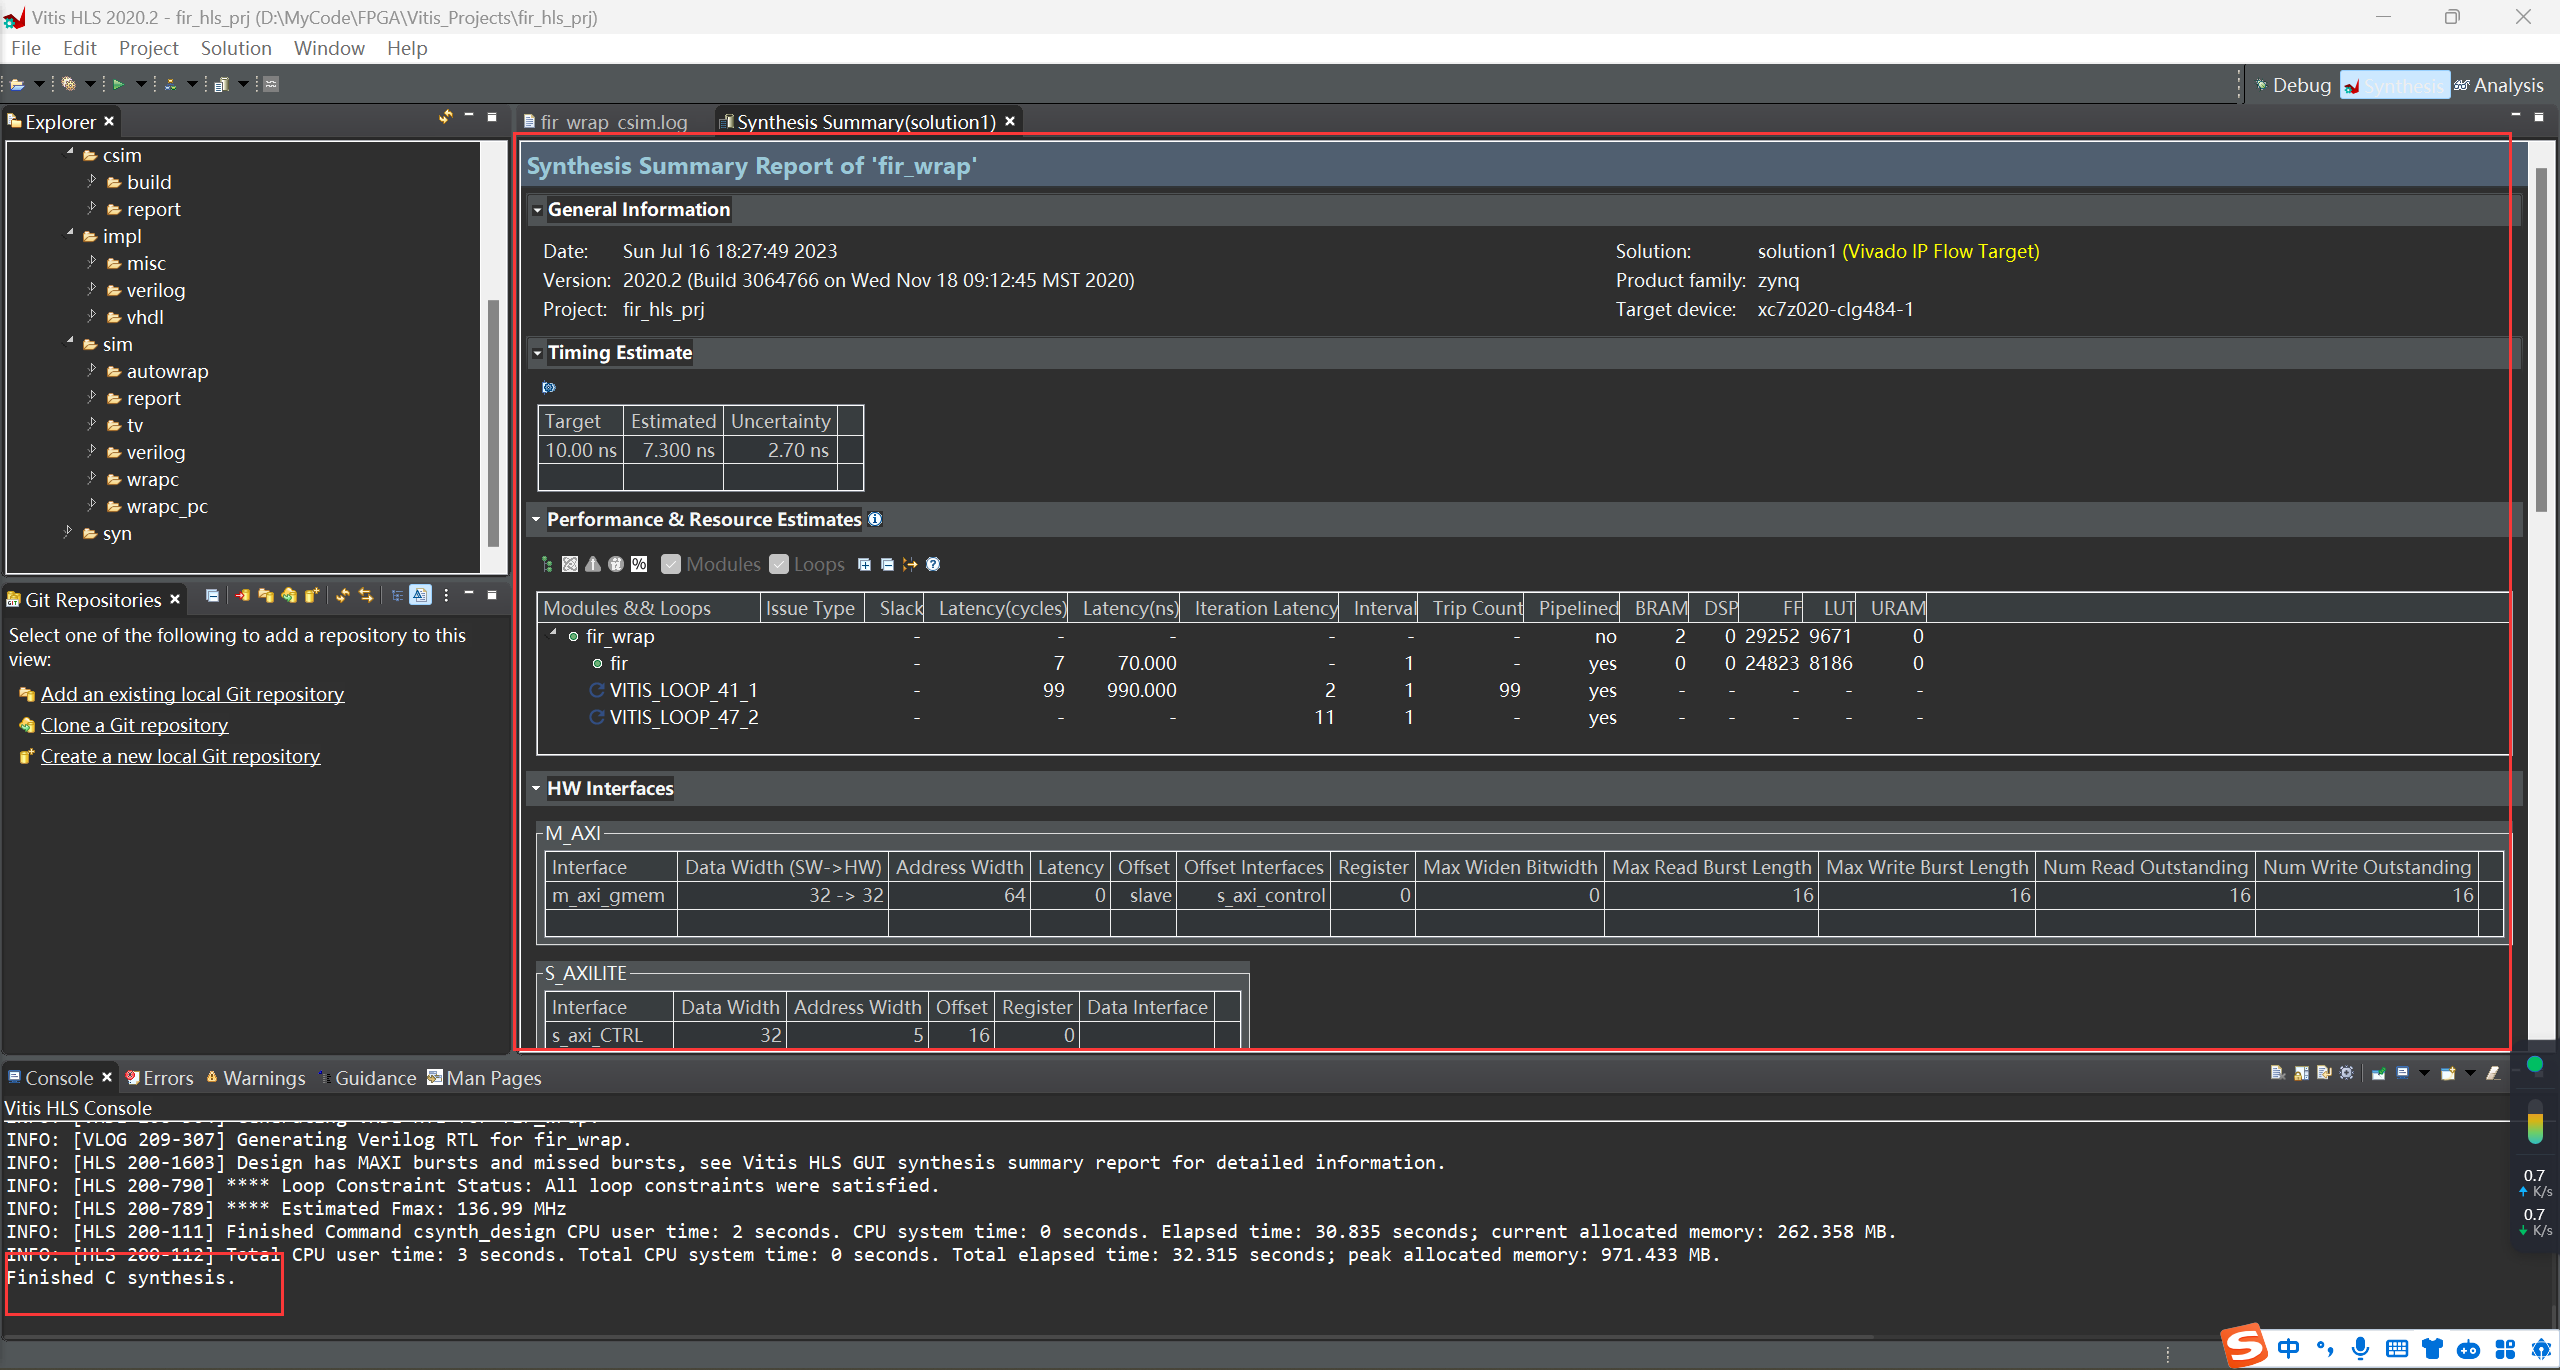 Vitis HLS 2020.2 - fir_hls_prj (D:\MyCode\FPGA\Vitis_Projects\fir_hls_prj)
File Edit Project Solution Window Help
Debug Synthesis Analysis
Explorer
csim
build
report
impl
misc
verilog
vhdl
sim
autowrap
report
tv
verilog
wrapc
wrapc_pc
syn
Git Repositories
Select one of the following to add a repository to this
view:
Add an existing local Git repository
Clone a Git repository
Create a new local Git repository
fir_wrap_csim.log Synthesis Summary(solution1)
Synthesis Summary Report of 'fir_wrap'
General Information
Date: Sun Jul 16 18:27:49 2023 Solution: solution1 (Vivado IP Flow Target)
Version: 2020.2 (Build 3064766 on Wed Nov 18 09:12:45 MST 2020) Product family: zynq
Project: fir_hls_prj Target device: xc7z020-clg484-1
Timing Estimate
Target Estimated Uncertainty
10.00 ns 7.300 ns 2.70 ns
Performance & Resource Estimates
% Modules Loops
Modules && Loops Issue Type Slack Latency(cycles) Latency(ns) Iteration Latency Interval Trip Count Pipelined BRAM DSP FF LUT URAM
fir_wrap - - - - - - no 2 0 29252 9671 0
fir - 7 70.000 - 1 - yes 0 0 24823 8186 0
VITIS_LOOP_41_1 - 99 990.000 2 1 99 yes - - - - -
VITIS_LOOP_47_2 - - - 11 1 - yes - - - - -
HW Interfaces
M_AXI
Interface Data Width (SW->HW) Address Width Latency Offset Offset Interfaces Register Max Widen Bitwidth Max Read Burst Length Max Write Burst Length Num Read Outstanding Num Write Outstanding
m_axi_gmem 32 -> 32 64 0 slave s_axi_control 0 0 16 16 16 16
S_AXILITE
Interface Data Width Address Width Offset Register Data Interface
s_axi_CTRL 32 5 16 0
Console Errors Warnings Guidance Man Pages
Vitis HLS Console
INFO: [VLOG 209-307] Generating Verilog RTL for fir_wrap.
INFO: [HLS 200-1603] Design has MAXI bursts and missed bursts, see Vitis HLS GUI synthesis summary report for detailed information.
INFO: [HLS 200-790] **** Loop Constraint Status: All loop constraints were satisfied.
INFO: [HLS 200-789] **** Estimated Fmax: 136.99 MHz
INFO: [HLS 200-111] Finished Command csynth_design CPU user time: 2 seconds. CPU system time: 0 seconds. Elapsed time: 30.835 seconds; current allocated memory: 262.358 MB.
INFO: [HLS 200-112] Total CPU user time: 3 seconds. Total CPU system time: 0 seconds. Total elapsed time: 32.315 seconds; peak allocated memory: 971.433 MB.
Finished C synthesis.
0.7
K/s
0.7
K/s
S 中